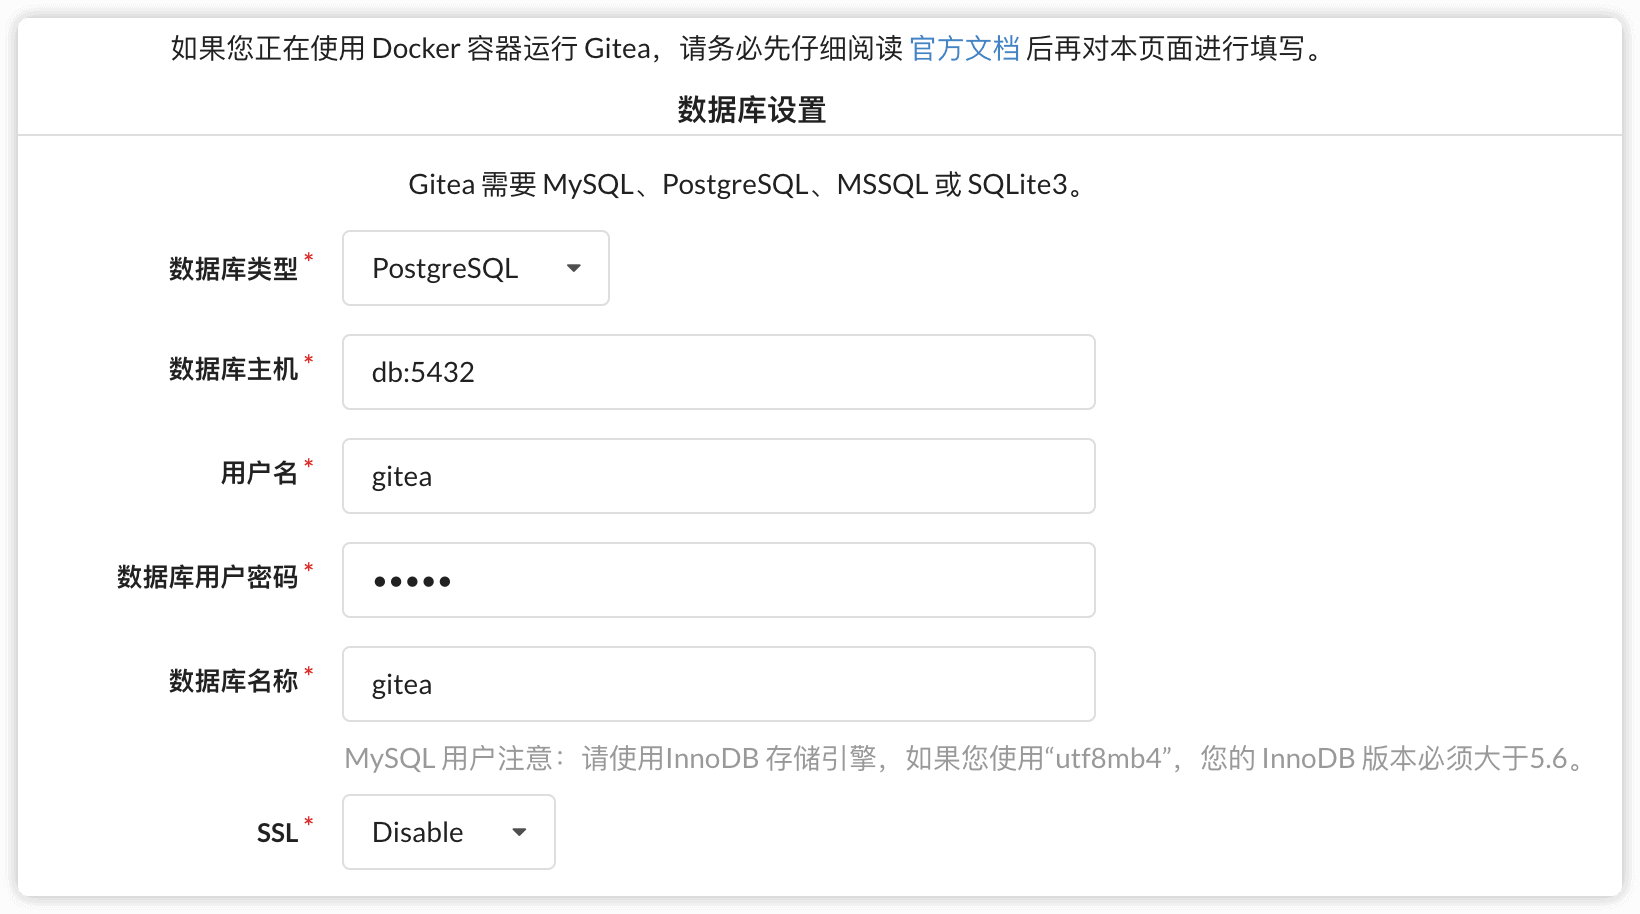 如果您正在使用 Docker 容器运行 Gitea，请务必先仔细阅读 官方文档 后再对本页面进行填写。
数据库设置
Gitea 需要 MySQL、PostgreSQL、MSSQL 或 SQLite3。
数据库类型* PostgreSQL
数据库主机* db:5432
用户名* gitea
数据库用户密码* •••••
数据库名称* gitea
MySQL 用户注意：请使用InnoDB 存储引擎，如果您使用“utf8mb4”，您的 InnoDB 版本必须大于5.6。
SSL* Disable